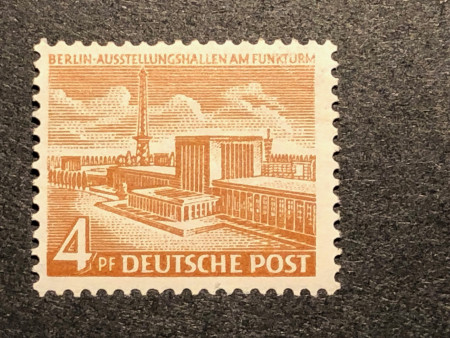 BERLIN-AUSSTELLUNGSHALLEN AM FUNKTURM
4 PF DEUTSCHE POST